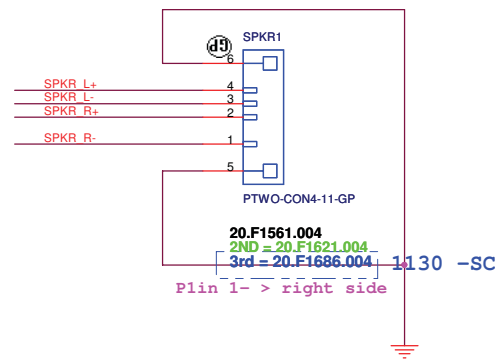 SPKR1
GP
6
SPKR_L+ 4
SPKR_L- 3
SPKR_R+ 2
SPKR_R- 1
5
PTWO-CON4-11-GP
20.F1561.004
2ND = 20.F1621.004
3rd = 20.F1686.004 1130 -SC
P1in 1- > right side